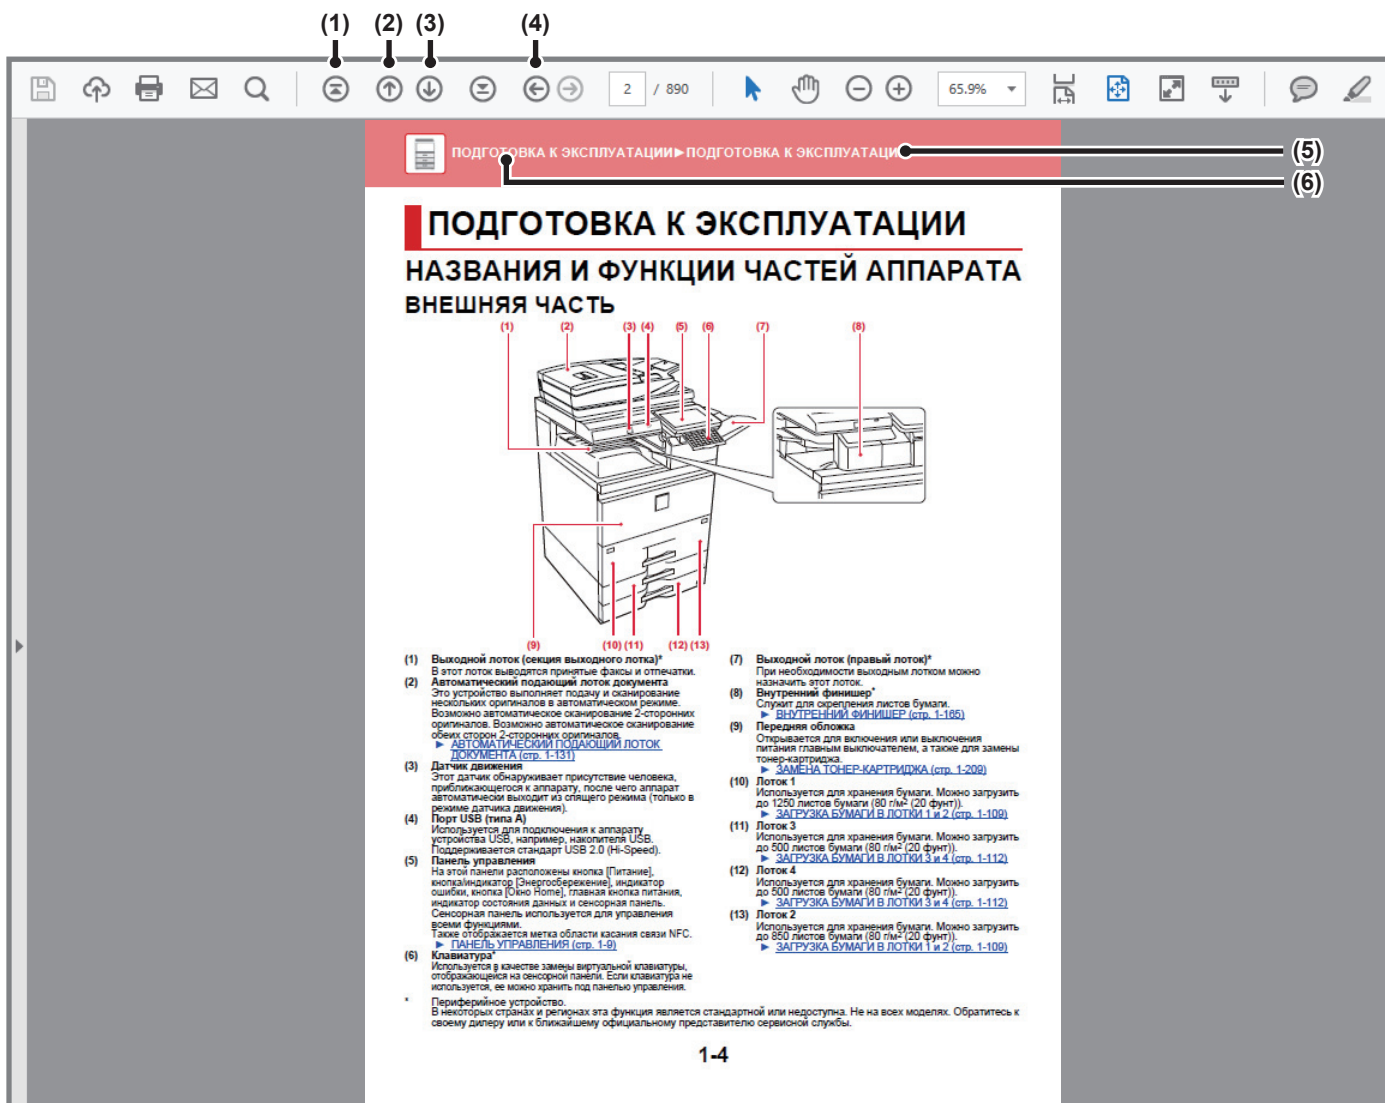 (1) (2) (3) (4)
2 / 890 65.9%
ПОДГОТОВКА К ЭКСПЛУАТАЦИИ►ПОДГОТОВКА К ЭКСПЛУАТАЦИ
(5)
(6)
ПОДГОТОВКА К ЭКСПЛУАТАЦИИ
НАЗВАНИЯ И ФУНКЦИИ ЧАСТЕЙ АППАРАТА
ВНЕШНЯЯ ЧАСТЬ
(1) (2) (3) (4) (5) (6) (7) (8)
(9) (10) (11) (12) (13)
(1) Выходной лоток (секция выходного лотка)*
В этот лоток выводятся принятые факсы и отпечатки.
(2) Автоматический подающий лоток документа
Это устройство выполняет подачу и сканирование
нескольких оригиналов в автоматическом режиме.
Возможно автоматическое сканирование 2-сторонних
оригиналов. Возможно автоматическое сканирование
обеих сторон 2-сторонних оригиналов.
► АВТОМАТИЧЕСКИЙ ПОДАЮЩИЙ ЛОТОК
ДОКУМЕНТА (стр. 1-131)
(3) Датчик движения
Этот датчик обнаруживает присутствие человека,
приближающегося к аппарату, после чего аппарат
автоматически выходит из спящего режима (только в
режиме датчика движения).
(4) Порт USB (типа A)
Используется для подключения к аппарату
устройства USB, например, накопителя USB.
Поддерживается стандарт USB 2.0 (Hi-Speed).
(5) Панель управления
На этой панели расположены кнопка [Питание],
кнопка/индикатор [Энергосбережение], индикатор
ошибки, кнопка [Окно Home], главная кнопка питания,
индикатор состояния данных и сенсорная панель.
Сенсорная панель используется для управления
всеми функциями.
Также отображается метка области касания связи NFC.
► ПАНЕЛЬ УПРАВЛЕНИЯ (стр. 1-9)
(6) Клавиатура*
Используется в качестве замены виртуальной клавиатуры,
отображающейся на сенсорной панели. Если клавиатура не
используется, ее можно хранить под панелью управления.
(7) Выходной лоток (правый лоток)*
При необходимости выходным лотком можно
назначить этот лоток.
(8) Внутренний финишер*
Служит для скрепления листов бумаги.
► ВНУТРЕННИЙ ФИНИШЕР (стр. 1-165)
(9) Передняя обложка
Открывается для включения или выключения
питания главным выключателем, а также для замены
тонер-картриджа.
► ЗАМЕНА ТОНЕР-КАРТРИДЖА (стр. 1-209)
(10) Лоток 1
Используется для хранения бумаги. Можно загрузить
до 1250 листов бумаги (80 г/м² (20 фунт)).
► ЗАГРУЗКА БУМАГИ В ЛОТКИ 1 и 2 (стр. 1-109)
(11) Лоток 3
Используется для хранения бумаги. Можно загрузить
до 500 листов бумаги (80 г/м² (20 фунт)).
► ЗАГРУЗКА БУМАГИ В ЛОТКИ 3 и 4 (стр. 1-112)
(12) Лоток 4
Используется для хранения бумаги. Можно загрузить
до 500 листов бумаги (80 г/м² (20 фунт)).
► ЗАГРУЗКА БУМАГИ В ЛОТКИ 3 и 4 (стр. 1-112)
(13) Лоток 2
Используется для хранения бумаги. Можно загрузить
до 850 листов бумаги (80 г/м² (20 фунт)).
► ЗАГРУЗКА БУМАГИ В ЛОТКИ 1 и 2 (стр. 1-109)
* Периферийное устройство.
В некоторых странах и регионах эта функция является стандартной или недоступна. Не на всех моделях. Обратитесь к
своему дилеру или к ближайшему официальному представителю сервисной службы.
1-4